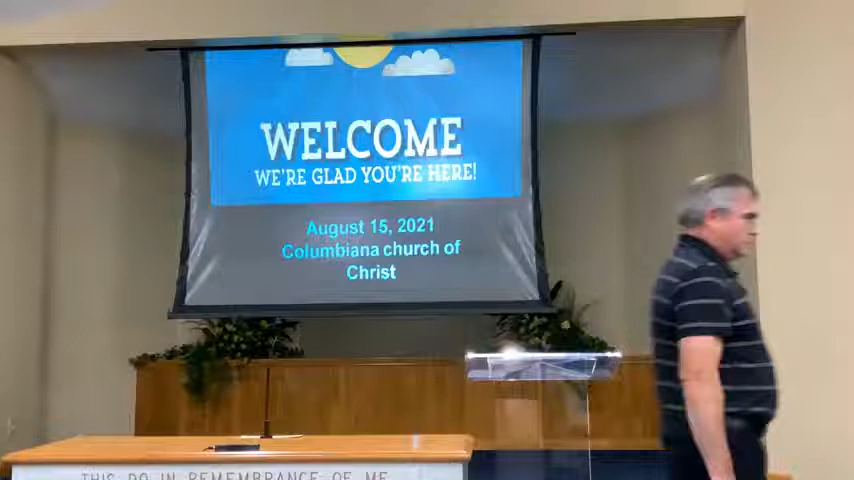 WELCOME
WE'RE GLAD YOU'RE HERE!
August 15, 2021
Columbiana church of
Christ
THIS DO IN REMEMBRANCE OF ME